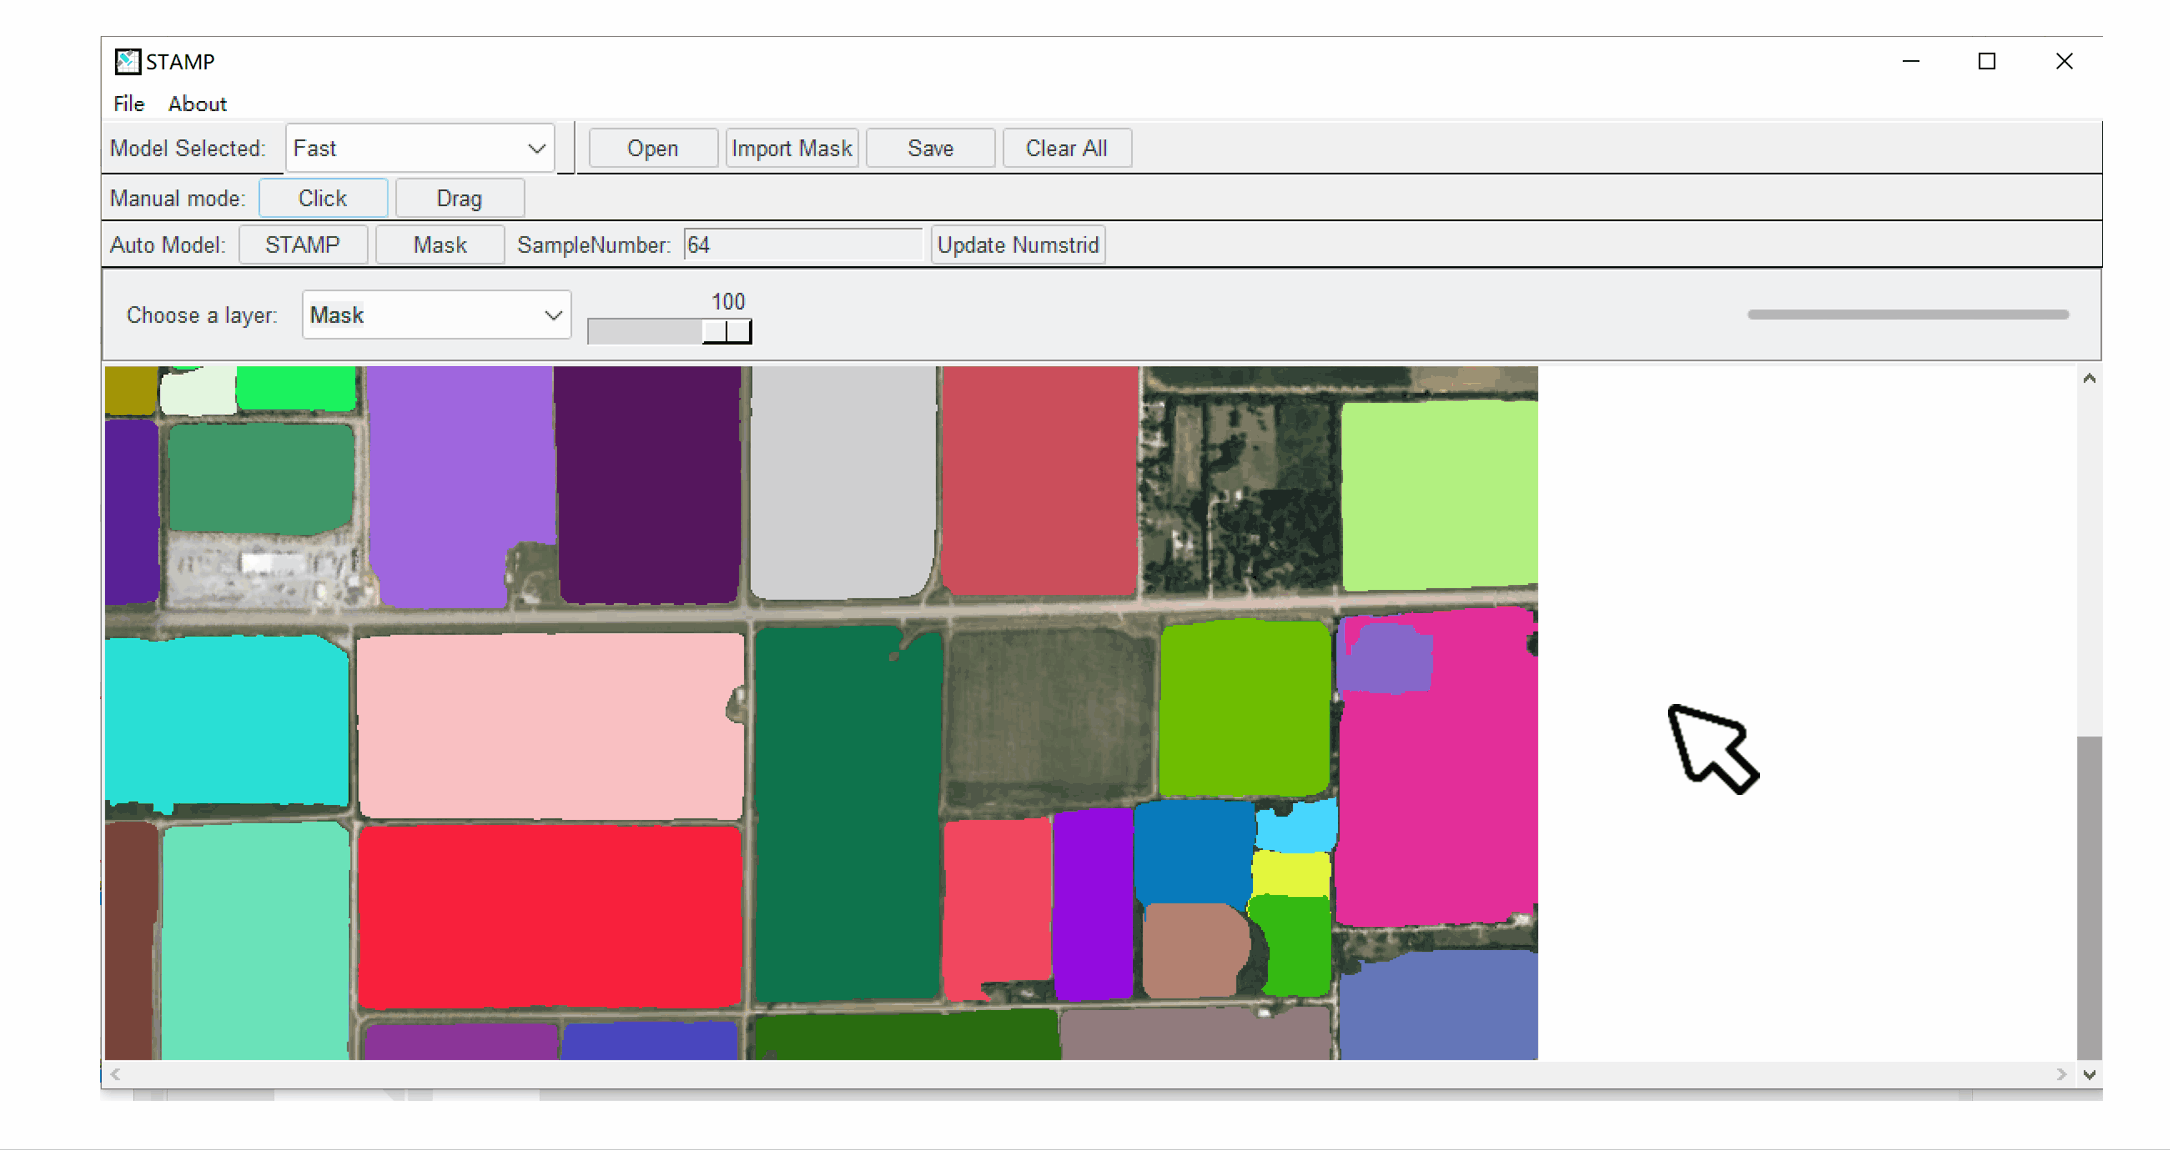 STAMP
File About
Model Selected: Fast Open Import Mask Save Clear All
Manual mode: Click Drag
Auto Model: STAMP Mask SampleNumber: 64 Update Numstrid
100
Choose a layer: Mask